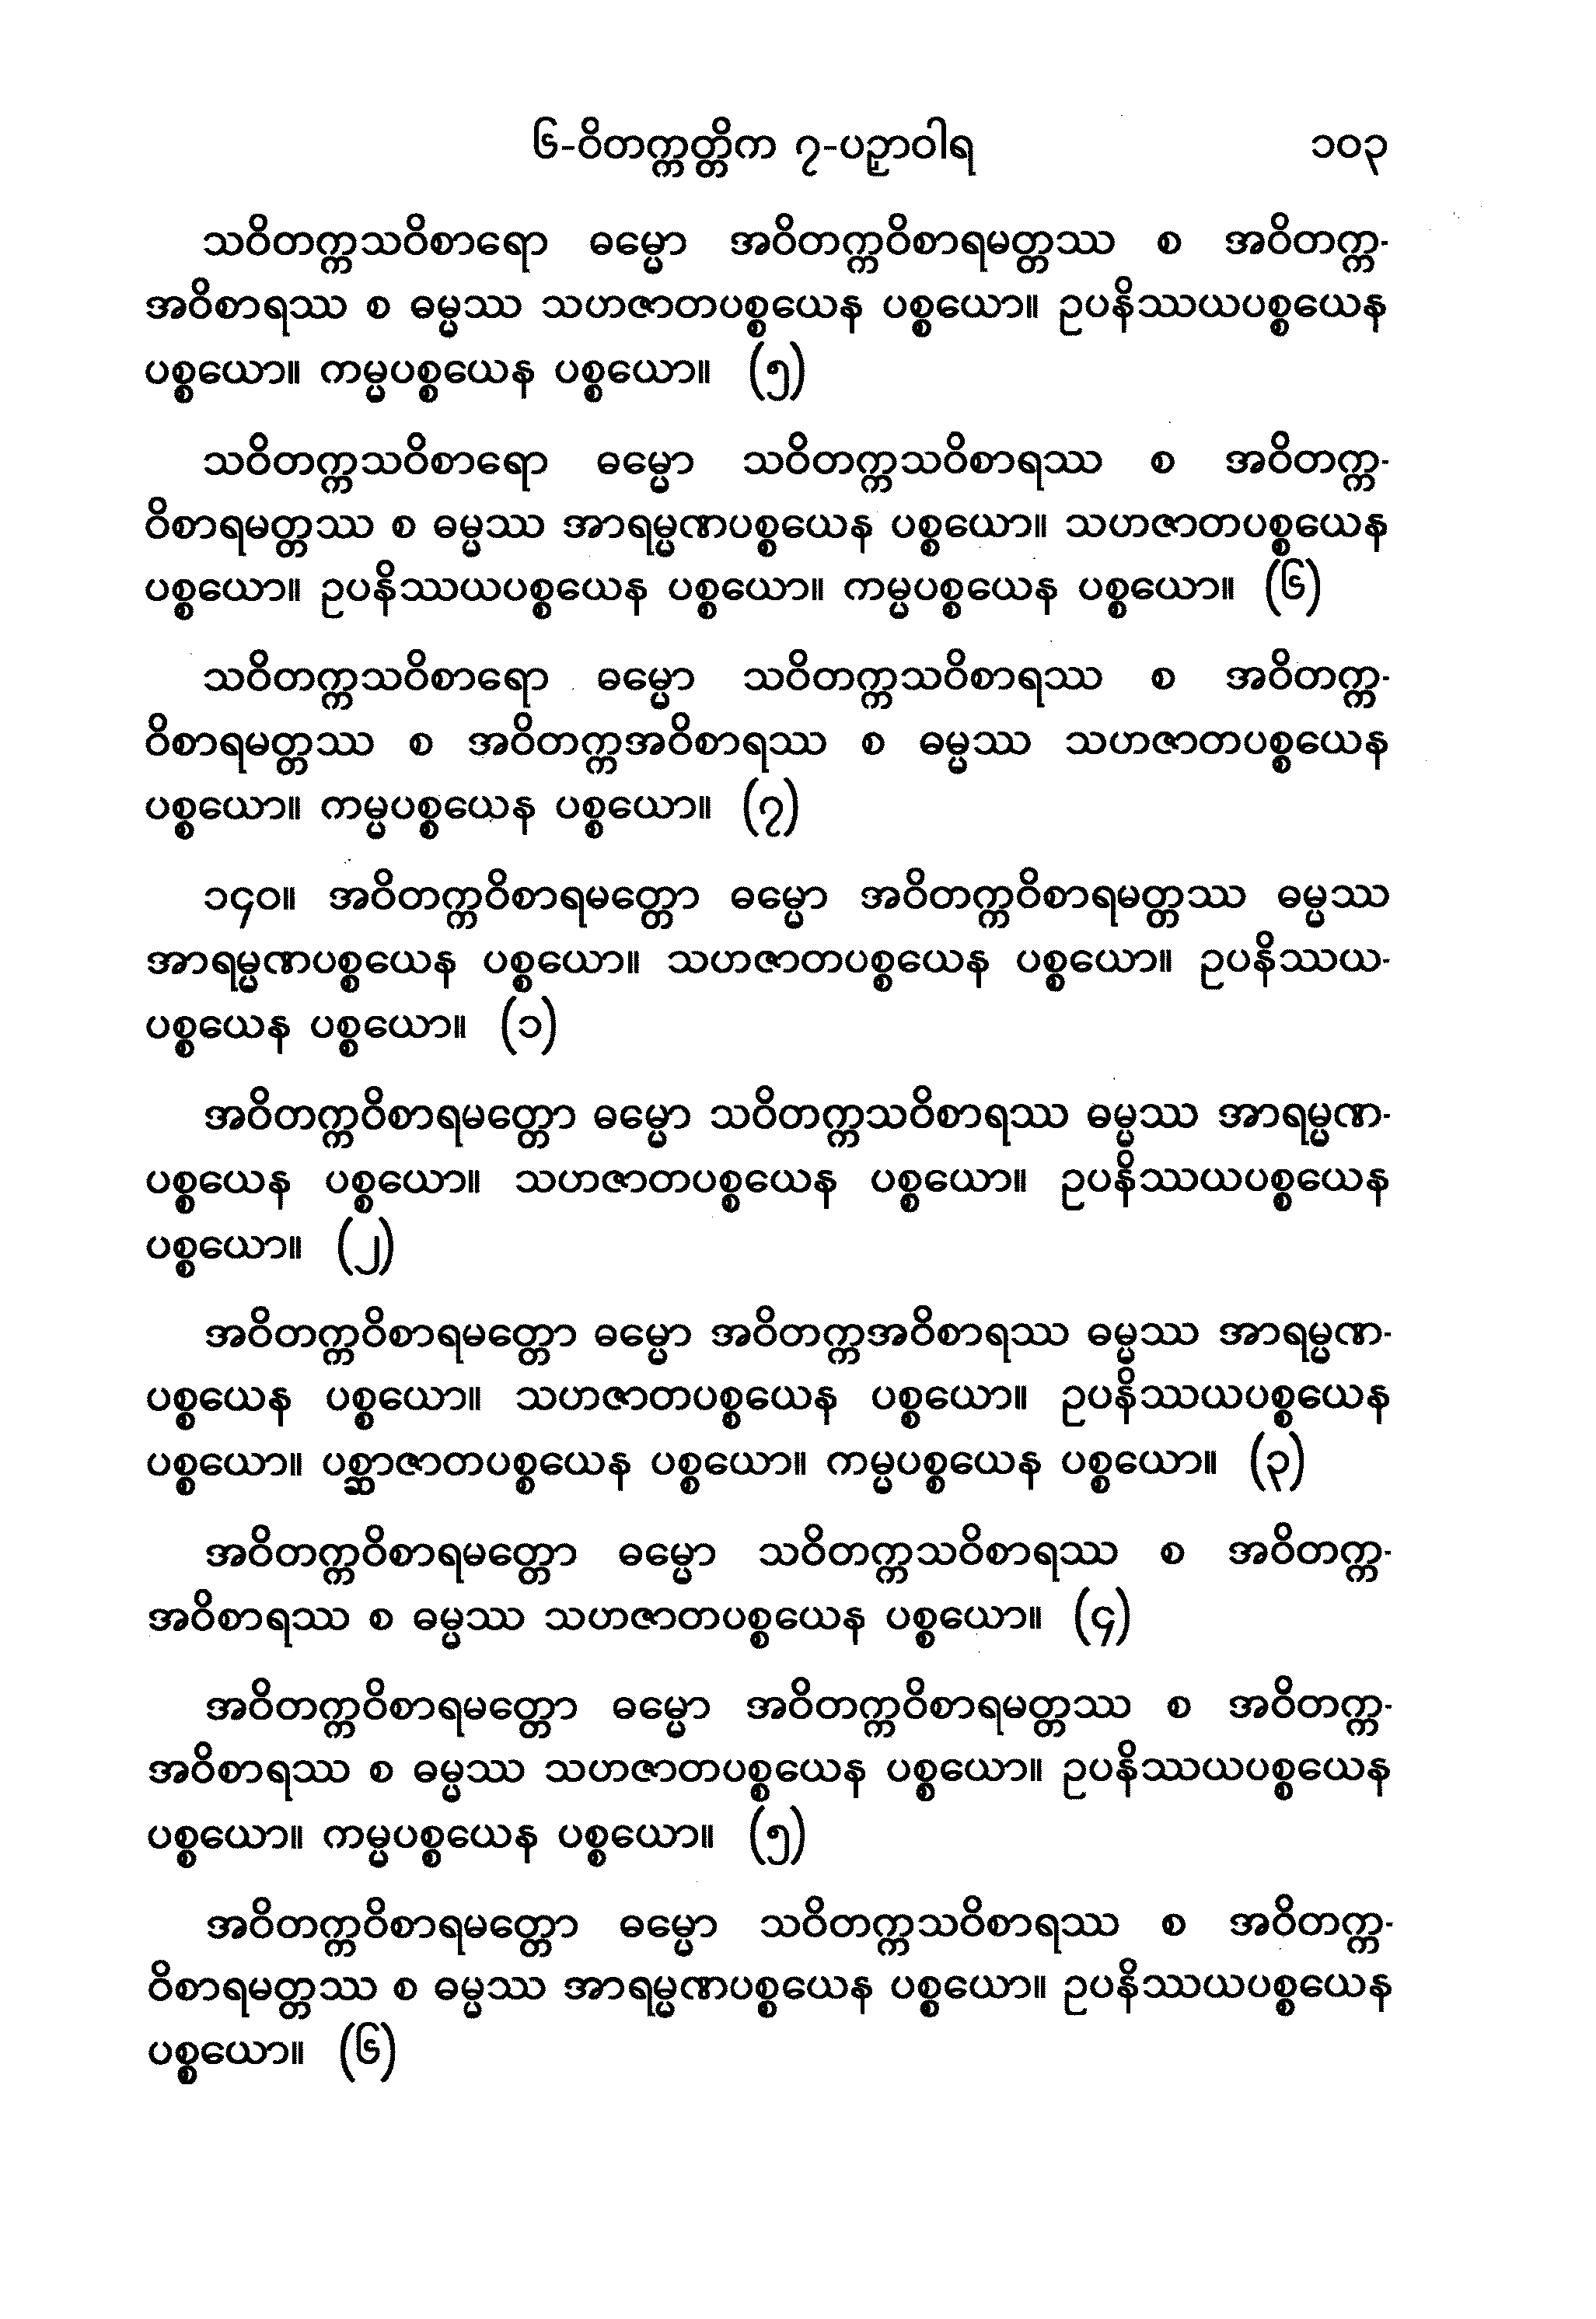 ၆-ဝိတက္ကတ္တိက ၇-ပဉှာဝါရ ၁၀၃
သဝိတက္ကသဝိစာရော ဓမ္မော အဝိတက္ကဝိစာရမတ္တဿ စ အဝိတက္က-
အဝိစာရဿ စ ဓမ္မဿ သဟဇာတပစ္စယေန ပစ္စယော။ ဥပနိဿယပစ္စယေန
ပစ္စယော။ ကမ္မပစ္စယေန ပစ္စယော။ (၅)
သဝိတက္ကသဝိစာရော ဓမ္မော သဝိတက္ကသဝိစာရဿ စ အဝိတက္က-
ဝိစာရမတ္တဿ စ ဓမ္မဿ အာရမ္မဏပစ္စယေန ပစ္စယော။ သဟဇာတပစ္စယေန
ပစ္စယော။ ဥပနိဿယပစ္စယေန ပစ္စယော။ ကမ္မပစ္စယေန ပစ္စယော။ (၆)
သဝိတက္ကသဝိစာရော ဓမ္မော သဝိတက္ကသဝိစာရဿ စ အဝိတက္က-
ဝိစာရမတ္တဿ စ အဝိတက္ကအဝိစာရဿ စ ဓမ္မဿ သဟဇာတပစ္စယေန
ပစ္စယော။ ကမ္မပစ္စယေန ပစ္စယော။ (၇)
၁၄၀။ အဝိတက္ကဝိစာရမတ္တော ဓမ္မော အဝိတက္ကဝိစာရမတ္တဿ ဓမ္မဿ
အာရမ္မဏပစ္စယေန ပစ္စယော။ သဟဇာတပစ္စယေန ပစ္စယော။ ဥပနိဿယ-
ပစ္စယေန ပစ္စယော။ (၁)
အဝိတက္ကဝိစာရမတ္တော ဓမ္မော သဝိတက္ကသဝိစာရဿ ဓမ္မဿ အာရမ္မဏ-
ပစ္စယေန ပစ္စယော။ သဟဇာတပစ္စယေန ပစ္စယော။ ဥပနိဿယပစ္စယေန
ပစ္စယော။ (၂)
အဝိတက္ကဝိစာရမတ္တော ဓမ္မော အဝိတက္ကအဝိစာရဿ ဓမ္မဿ အာရမ္မဏ-
ပစ္စယေန ပစ္စယော။ သဟဇာတပစ္စယေန ပစ္စယော။ ဥပနိဿယပစ္စယေန
ပစ္စယော။ ပစ္ဆာဇာတပစ္စယေန ပစ္စယော။ ကမ္မပစ္စယေန ပစ္စယော။ (၃)
အဝိတက္ကဝိစာရမတ္တော ဓမ္မော သဝိတက္ကသဝိစာရဿ စ အဝိတက္က-
အဝိစာရဿ စ ဓမ္မဿ သဟဇာတပစ္စယေန ပစ္စယော။ (၄)
အဝိတက္ကဝိစာရမတ္တော ဓမ္မော အဝိတက္ကဝိစာရမတ္တဿ စ အဝိတက္က-
အဝိစာရဿ စ ဓမ္မဿ သဟဇာတပစ္စယေန ပစ္စယော။ ဥပနိဿယပစ္စယေန
ပစ္စယော။ ကမ္မပစ္စယေန ပစ္စယော။ (၅)
အဝိတက္ကဝိစာရမတ္တော ဓမ္မော သဝိတက္ကသဝိစာရဿ စ အဝိတက္က-
ဝိစာရမတ္တဿ စ ဓမ္မဿ အာရမ္မဏပစ္စယေန ပစ္စယော။ ဥပနိဿယပစ္စယေန
ပစ္စယော။ (၆)